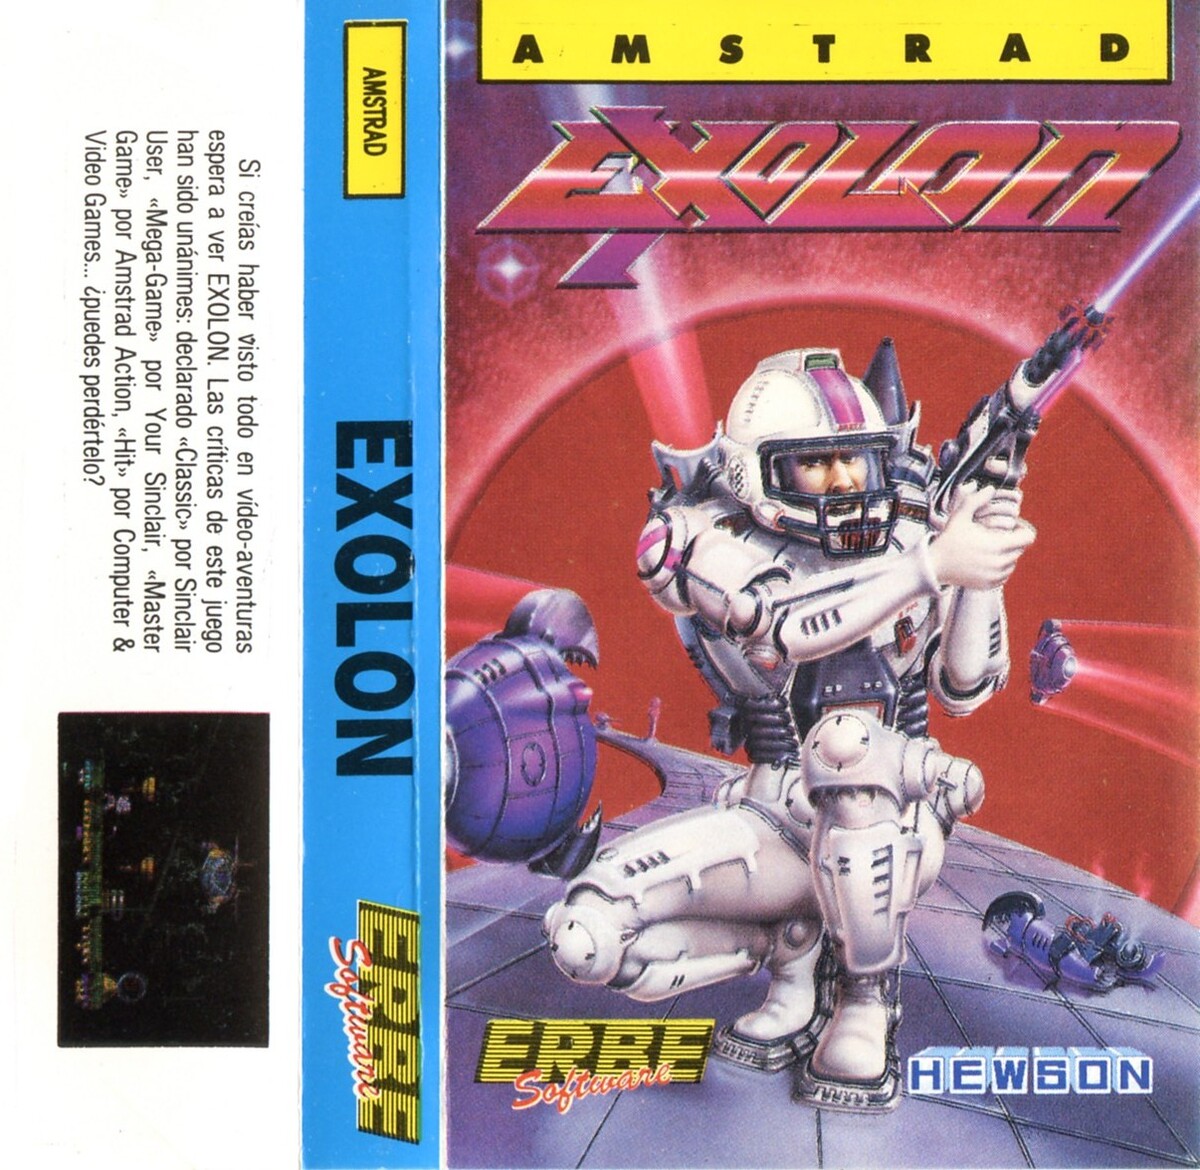 Si creías haber visto todo en vídeo-aventuras
espera a ver EXOLON. Las críticas de este juego
han sido unánimes: declarado «Classic» por Sinclair
User, «Mega-Game» por Your Sinclair, «Master
Game» por Amstrad Action, «Hit» por Computer &
Video Games... ¿puedes perdértelo?
AMSTRAD
EXOLON
ERBE
Software
AMSTRAD
EXOLON
ERBE
Software
HEWSON